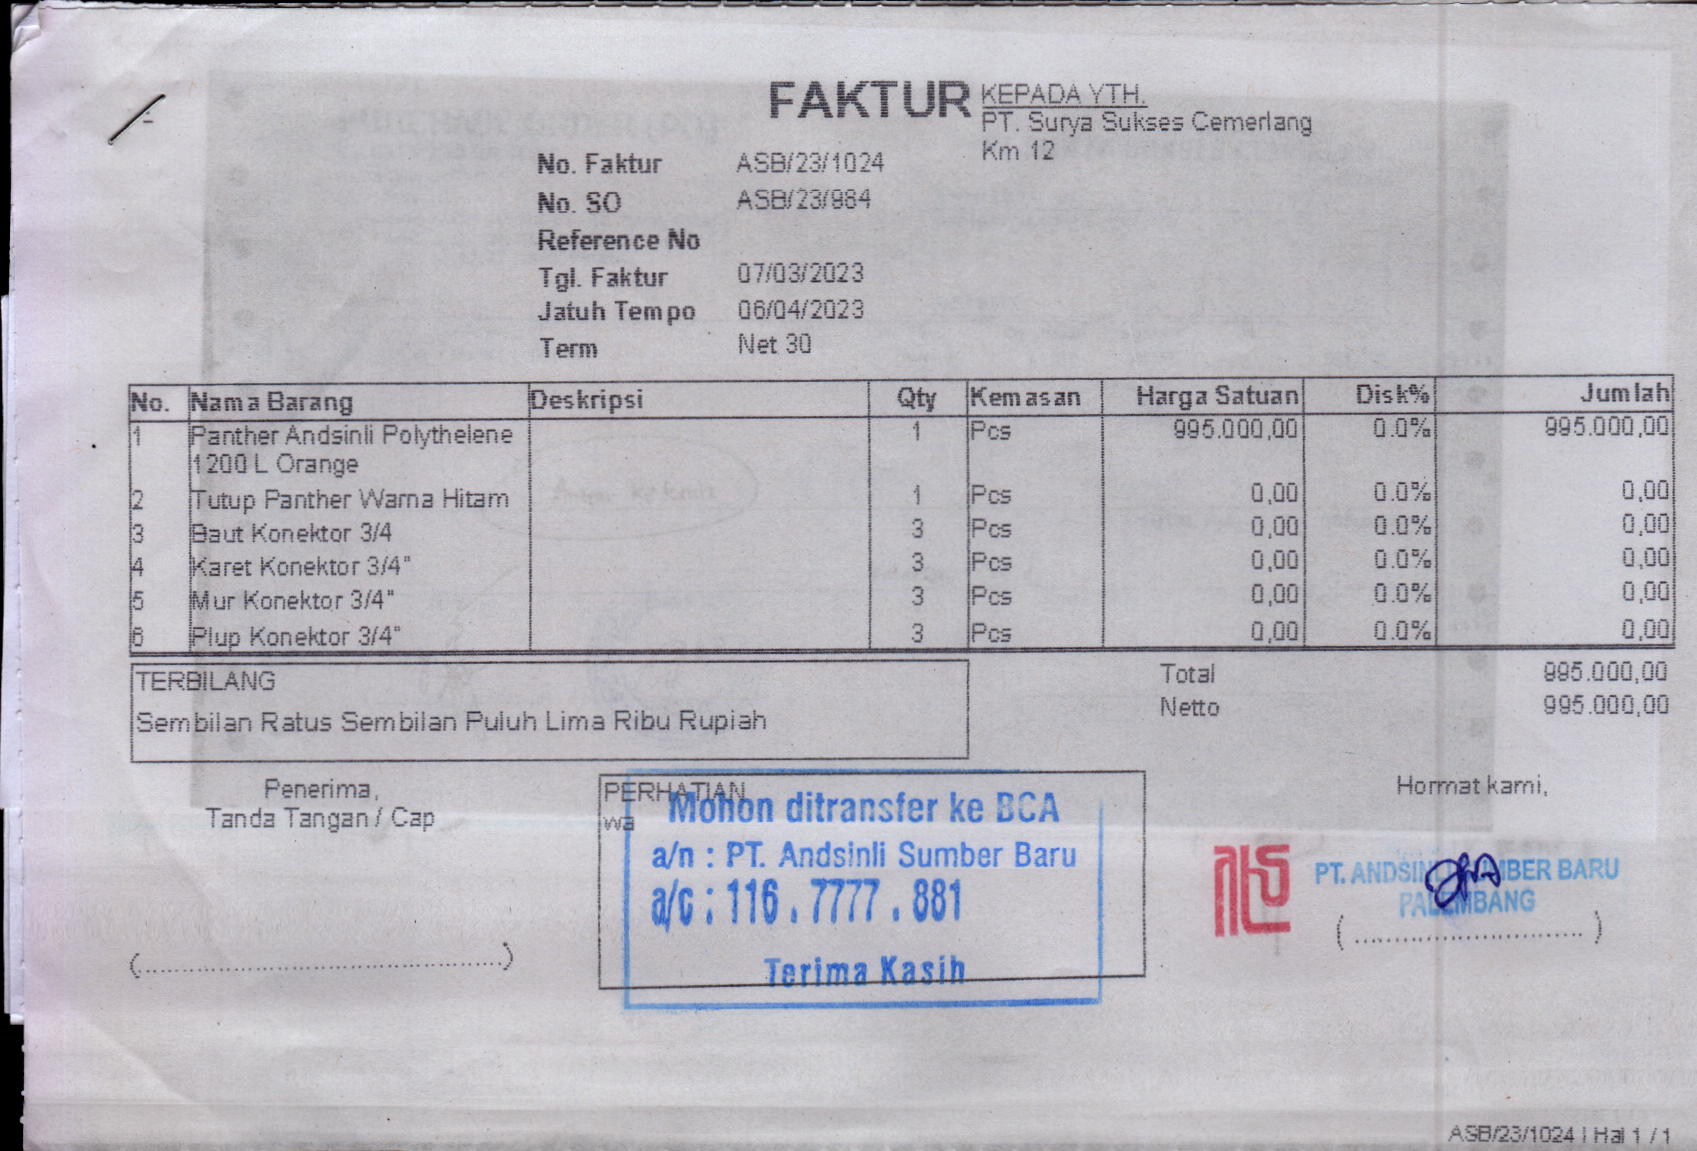 FAKTUR
KEPADA YTH.
PT. Surya Sukses Cemerlang
Km 12
No. Faktur ASB/23/1024
No. SO ASB/23/984
Reference No
Tgl. Faktur 07/03/2023
Jatuh Tempo 06/04/2023
Term Net 30
No. Nama Barang Deskripsi Qty Kemasan Harga Satuan Disk% Jumlah
1 Panther Andsinli Polythelene 1 Pcs 995.000,00 0.0% 995.000,00
1200 L Orange
2 Tutup Panther Warna Hitam 1 Pcs 0,00 0.0% 0,00
3 Baut Konektor 3/4 3 Pcs 0,00 0.0% 0,00
4 Karet Konektor 3/4" 3 Pcs 0,00 0.0% 0,00
5 Mur Konektor 3/4" 3 Pcs 0,00 0.0% 0,00
6 Plup Konektor 3/4" 3 Pcs 0,00 0.0% 0,00
TERBILANG
Sembilan Ratus Sembilan Puluh Lima Ribu Rupiah
Total 995.000,00
Netto 995.000,00
Penerima,
Tanda Tangan / Cap
(......................................................)
PERHATIAN
wa
Mohon ditransfer ke BCA
a/n : PT. Andsinli Sumber Baru
a/c : 116 . 7777 . 881
Terima Kasih
Hormat kami,
PT. ANDSINLI SUMBER BARU
PALEMBANG
(..................................)
ASB/23/1024 | Hal 1 / 1